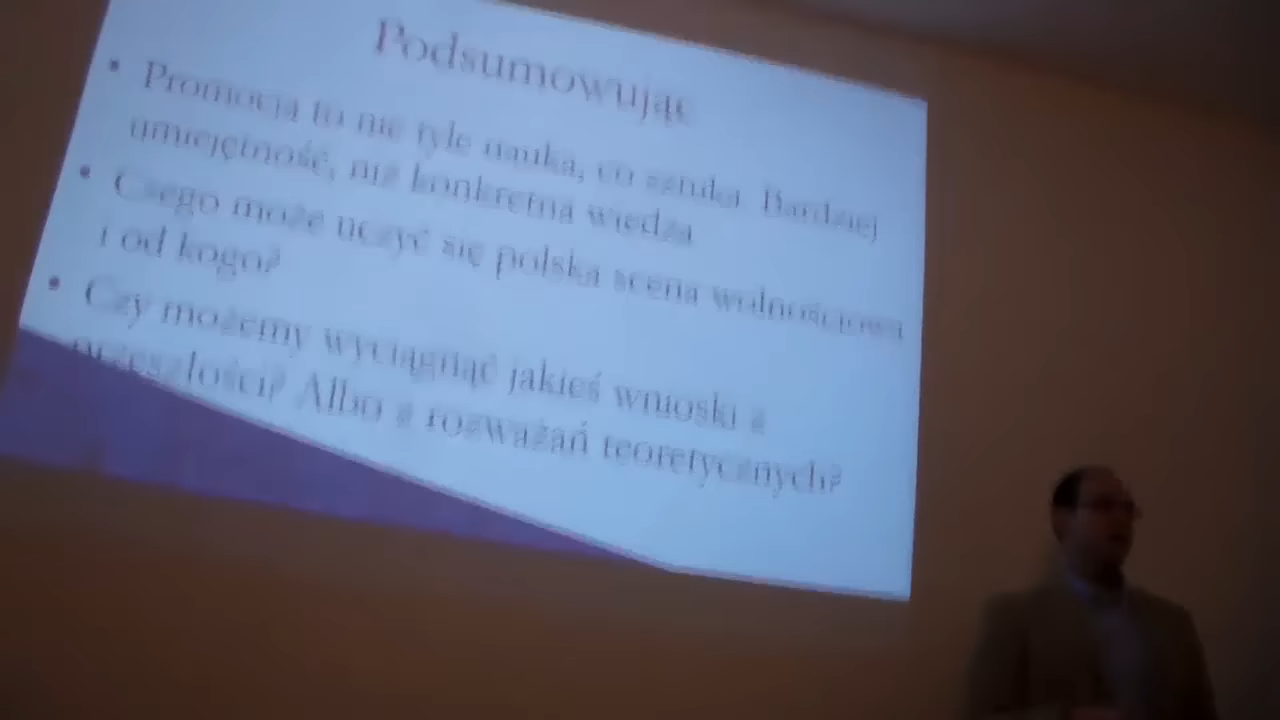 Podsumowując
• Promocja to nie tyle nauka, co sztuka. Bardziej
umiejętność, niż konkretna wiedza
• Czego może uczyć się polska scena wolnościowa
i od kogo?
• Czy możemy wyciągnąć jakieś wnioski z
przeszłości? Albo z rozważań teoretycznych?